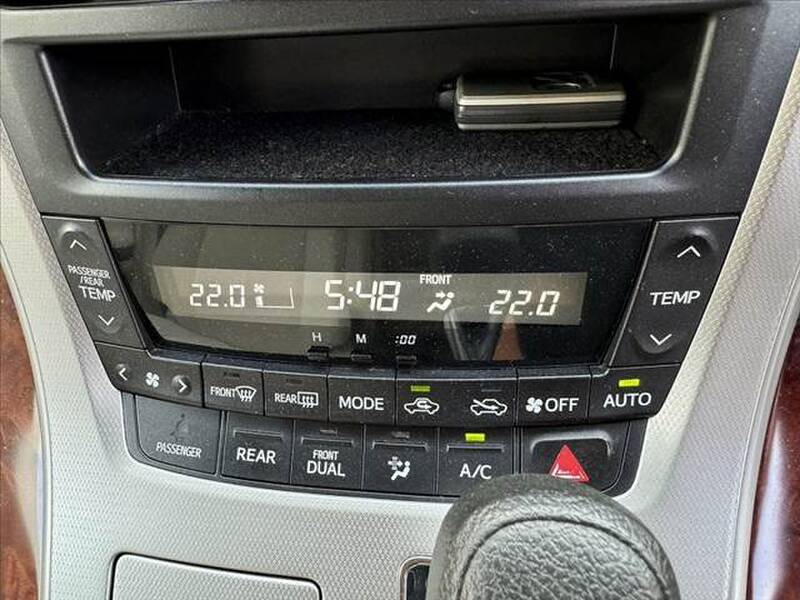 PASSENGER
/REAR
TEMP
22.0
5:48
FRONT
22.0
TEMP
H
M
:00
FRONT
REAR
MODE
OFF
AUTO
PASSENGER
REAR
FRONT
DUAL
A/C